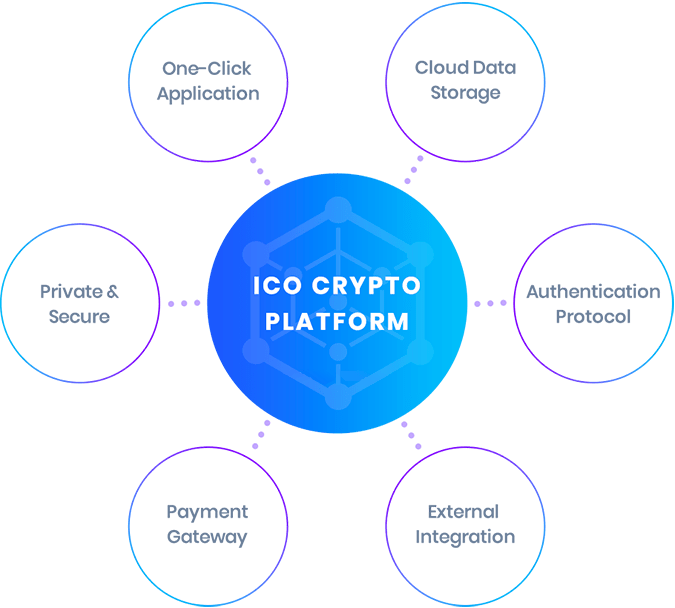 One-Click
Application
Cloud Data
Storage
Private &
Secure
ICO CRYPTO
PLATFORM
Authentication
Protocol
Payment
Gateway
External
Integration